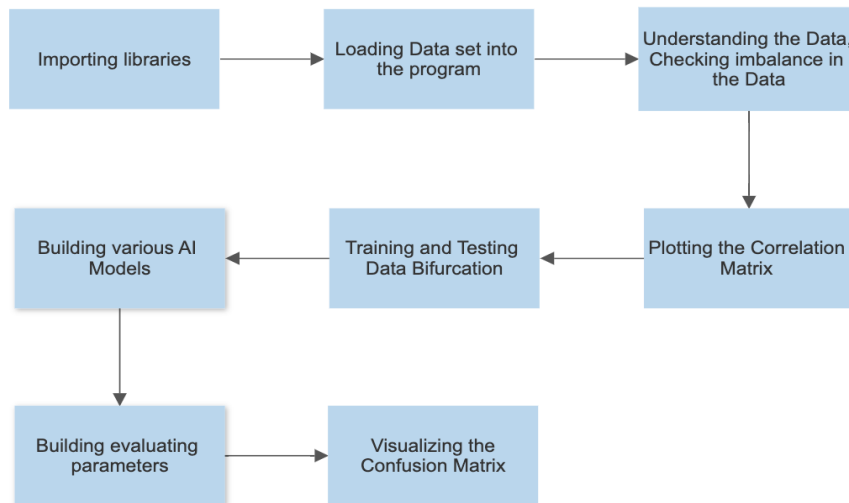 Importing libraries
Loading Data set into
the program
Understanding the Data,
Checking imbalance in
the Data
Plotting the Correlation
Matrix
Training and Testing
Data Bifurcation
Building various AI
Models
Building evaluating
parameters
Visualizing the
Confusion Matrix